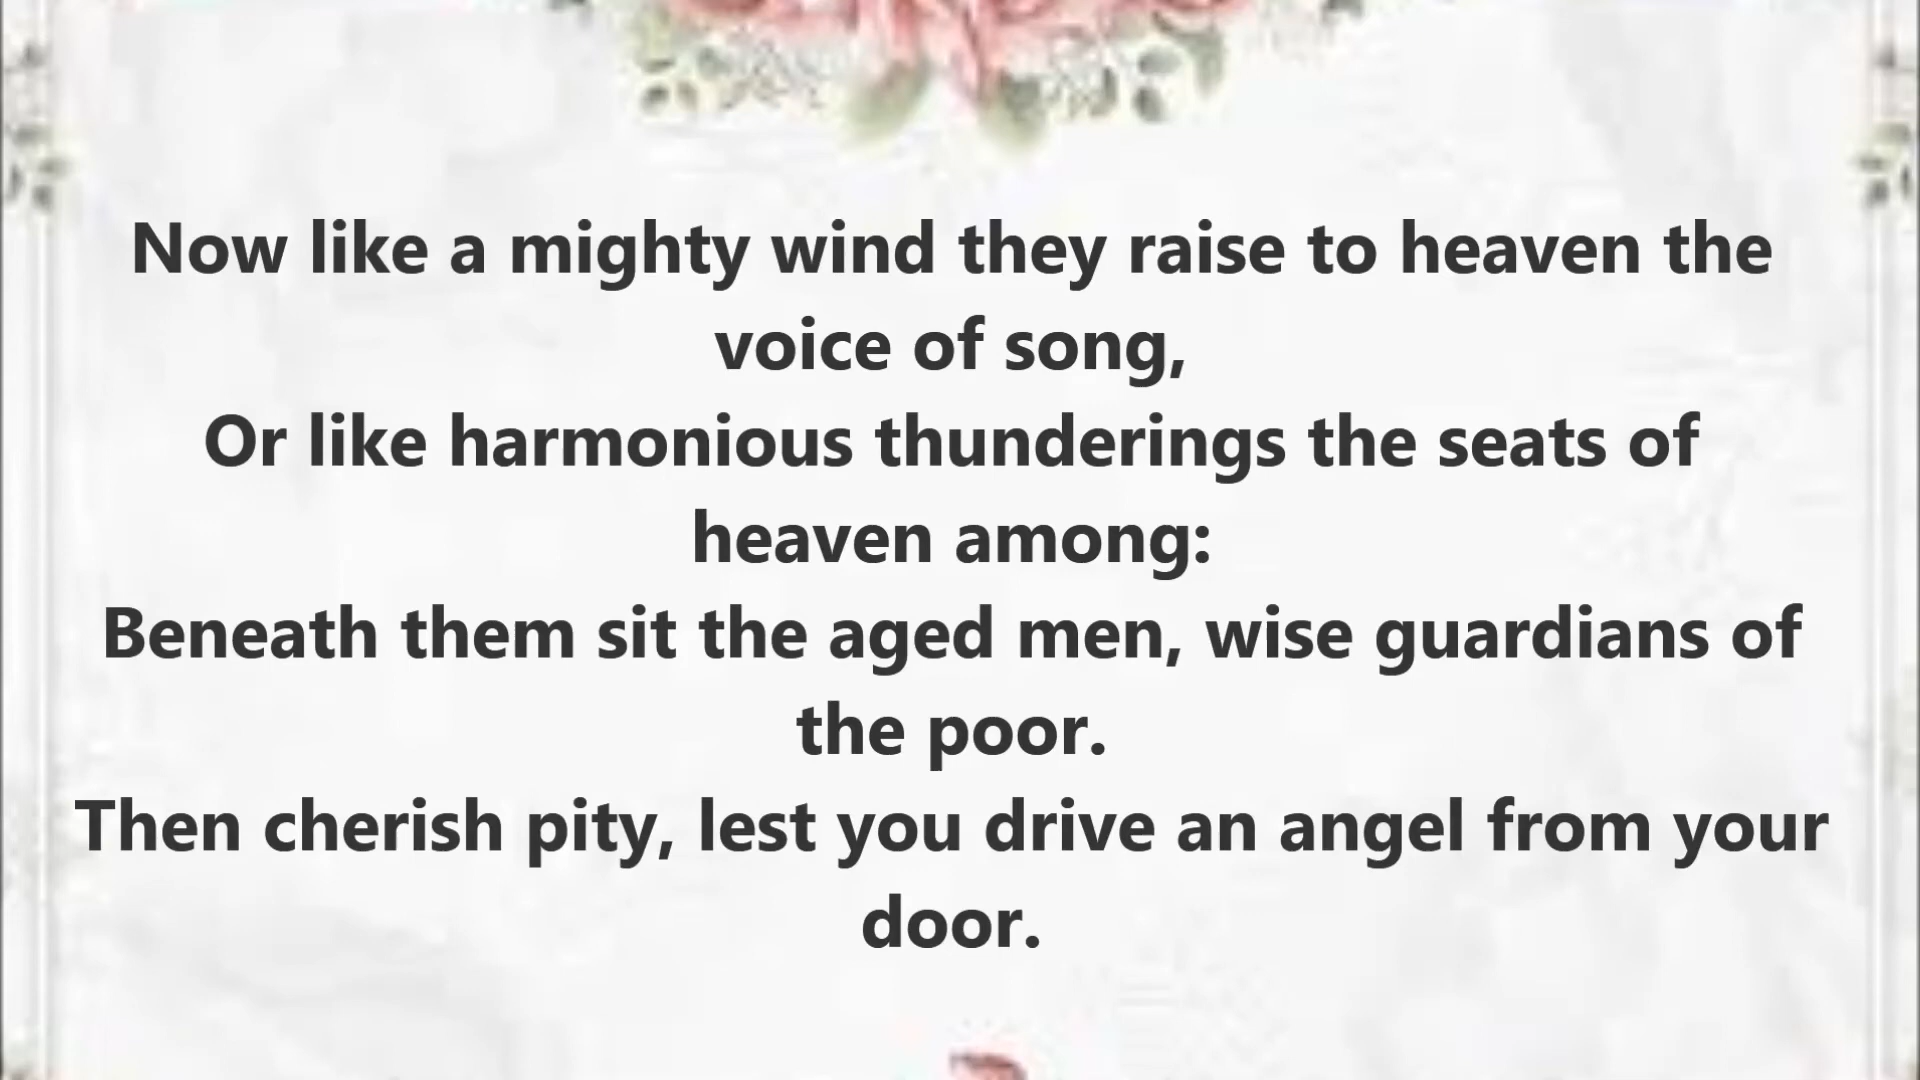 Now like a mighty wind they raise to heaven the
voice of song,
Or like harmonious thunderings the seats of
heaven among:
Beneath them sit the aged men, wise guardians of
the poor.
Then cherish pity, lest you drive an angel from your
door.